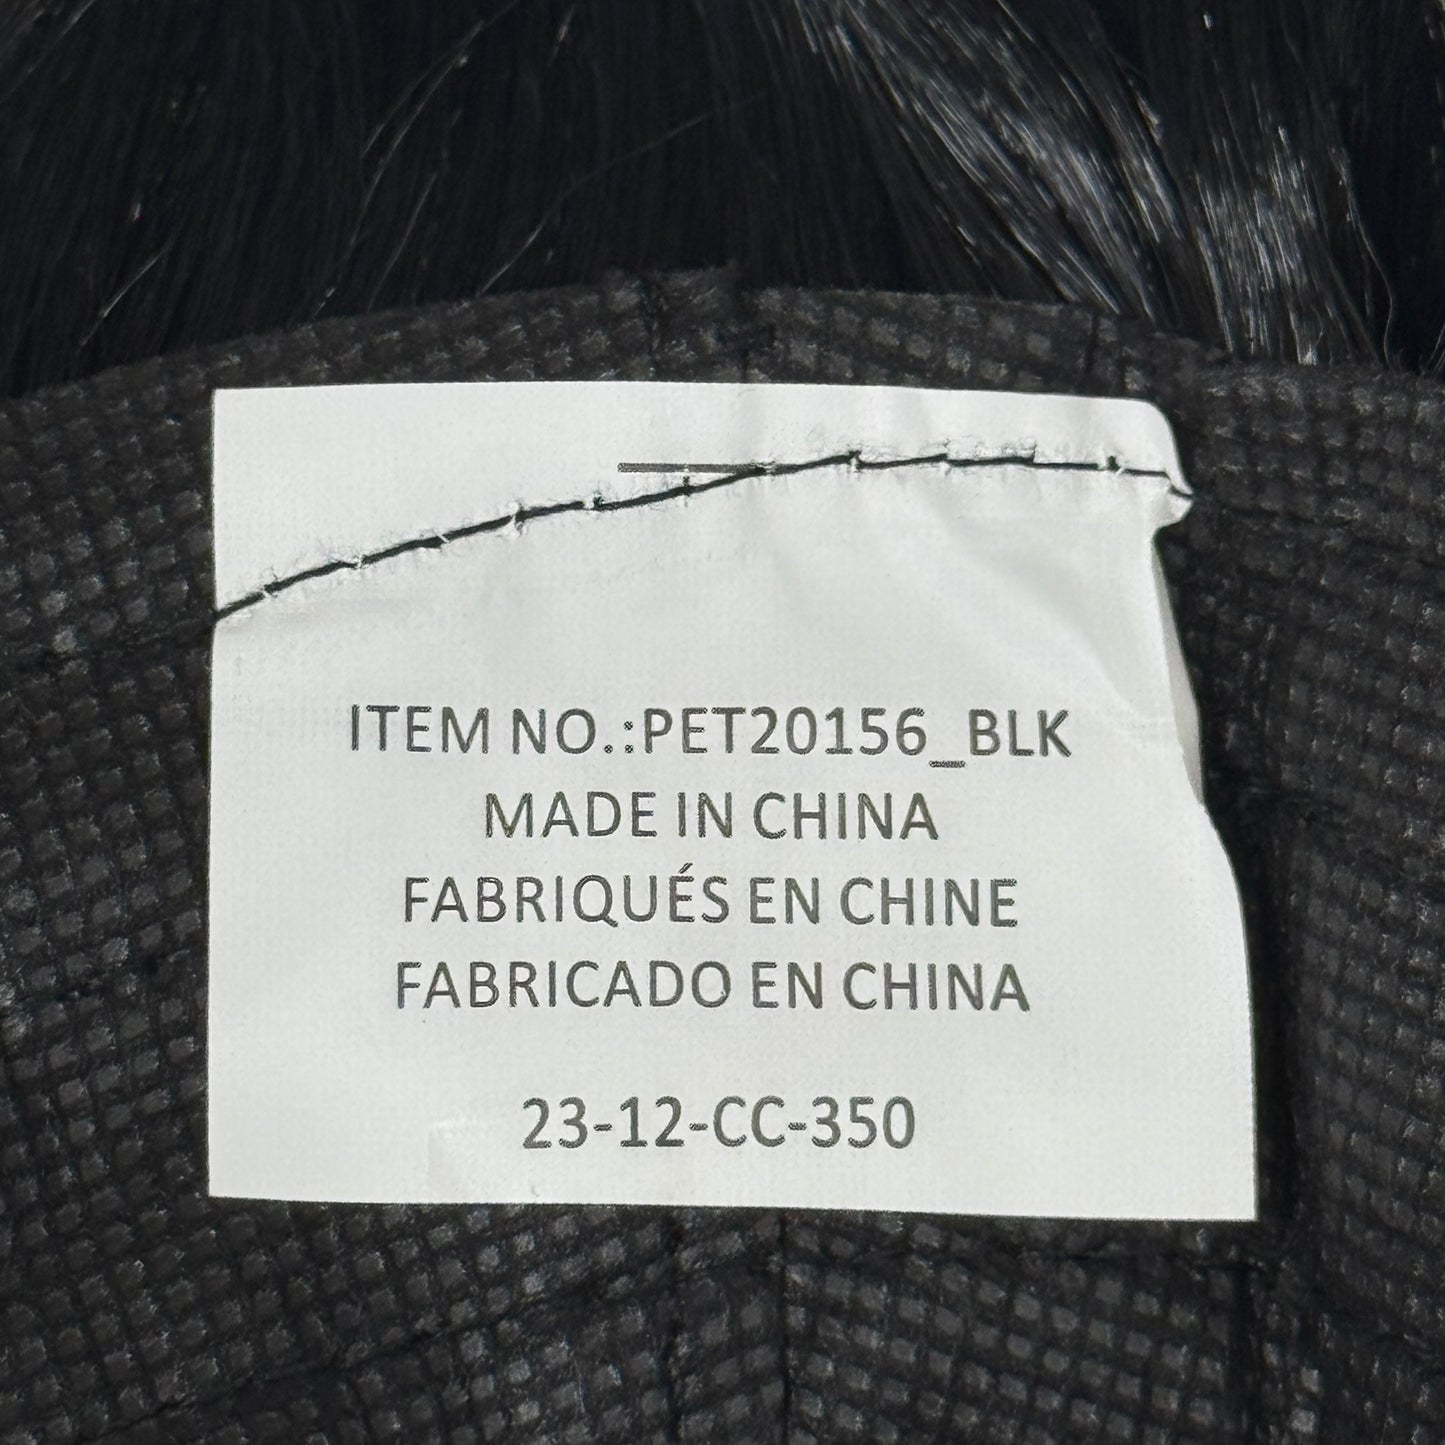 ITEM NO.:PET20156_BLK
MADE IN CHINA
FABRIQUÉS EN CHINE
FABRICADO EN CHINA
23-12-CC-350